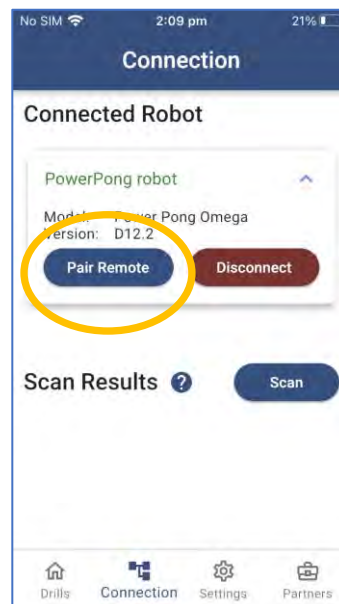 No SIM 2:09 pm 21%
Connection
Connected Robot
PowerPong robot
Model: Power Pong Omega
Version: D12.2
Pair Remote Disconnect
Scan Results ? Scan
Drills Connection Settings Partners